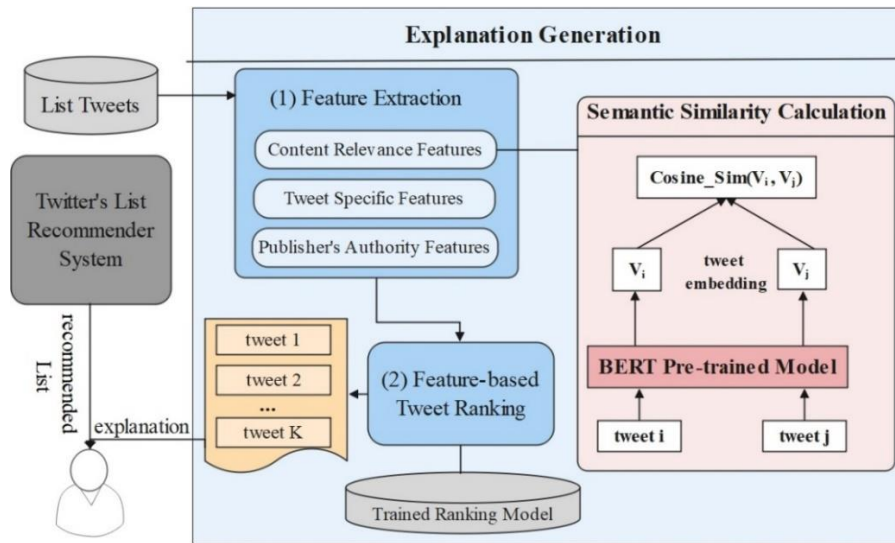 Explanation Generation
List Tweets
(1) Feature Extraction
Content Relevance Features
Tweet Specific Features
Publisher's Authority Features
Semantic Similarity Calculation
Cosine_Sim(Vi, Vj)
Vi
tweet
embedding
Vj
BERT Pre-trained Model
tweet i
tweet j
Twitter's List
Recommender
System
recommended
List
explanation
tweet 1
tweet 2
...
tweet K
(2) Feature-based
Tweet Ranking
Trained Ranking Model